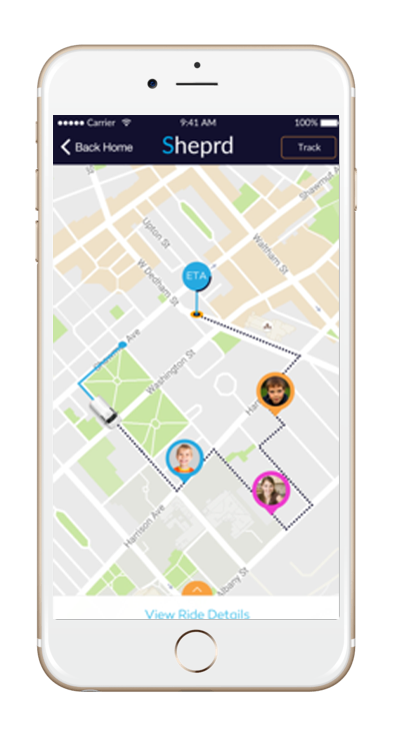 Carrier
9:41 AM
100%
Back Home
Sheprd
Track
Shawmut A
Upton St
Waltham St
W Dedham St
ETA
Ave
Washington St
Har
Harrison Ave
Albany St
View Ride Details